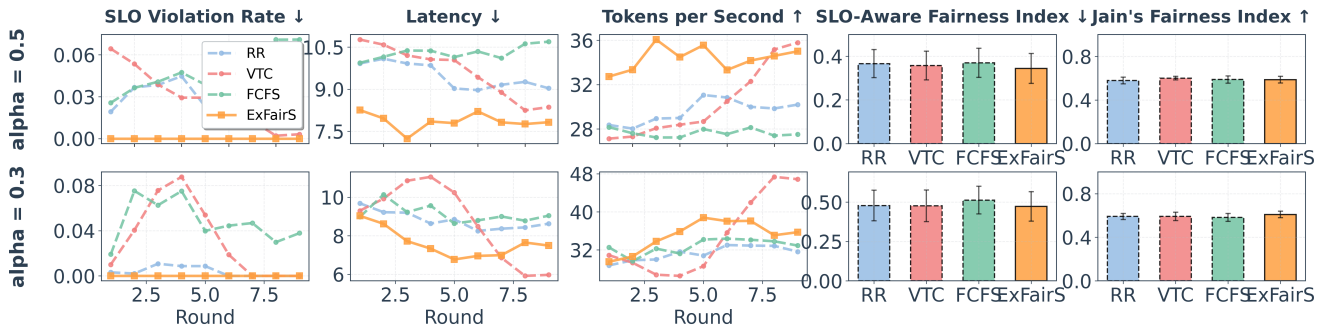 SLO Violation Rate ↓ Latency ↓ Tokens per Second ↑ SLO-Aware Fairness Index ↓ Jain's Fairness Index ↑
alpha = 0.5
0.06
0.03
0.00
RR
VTC
FCFS
ExFairS
10.5
9.0
7.5
36
32
28
0.4
0.2
0.0
RR VTC FCFS ExFairS
1.0
0.8
0.4
0.0
RR VTC FCFS ExFairS
alpha = 0.3
0.08
0.04
0.00
2.5 5.0 7.5
Round
10
8
6
2.5 5.0 7.5
48
40
32
2.5 5.0 7.5
Round
0.50
0.25
0.00
RR VTC FCFS ExFairS
0.8
0.4
0.0
RR VTC FCFS ExFairS